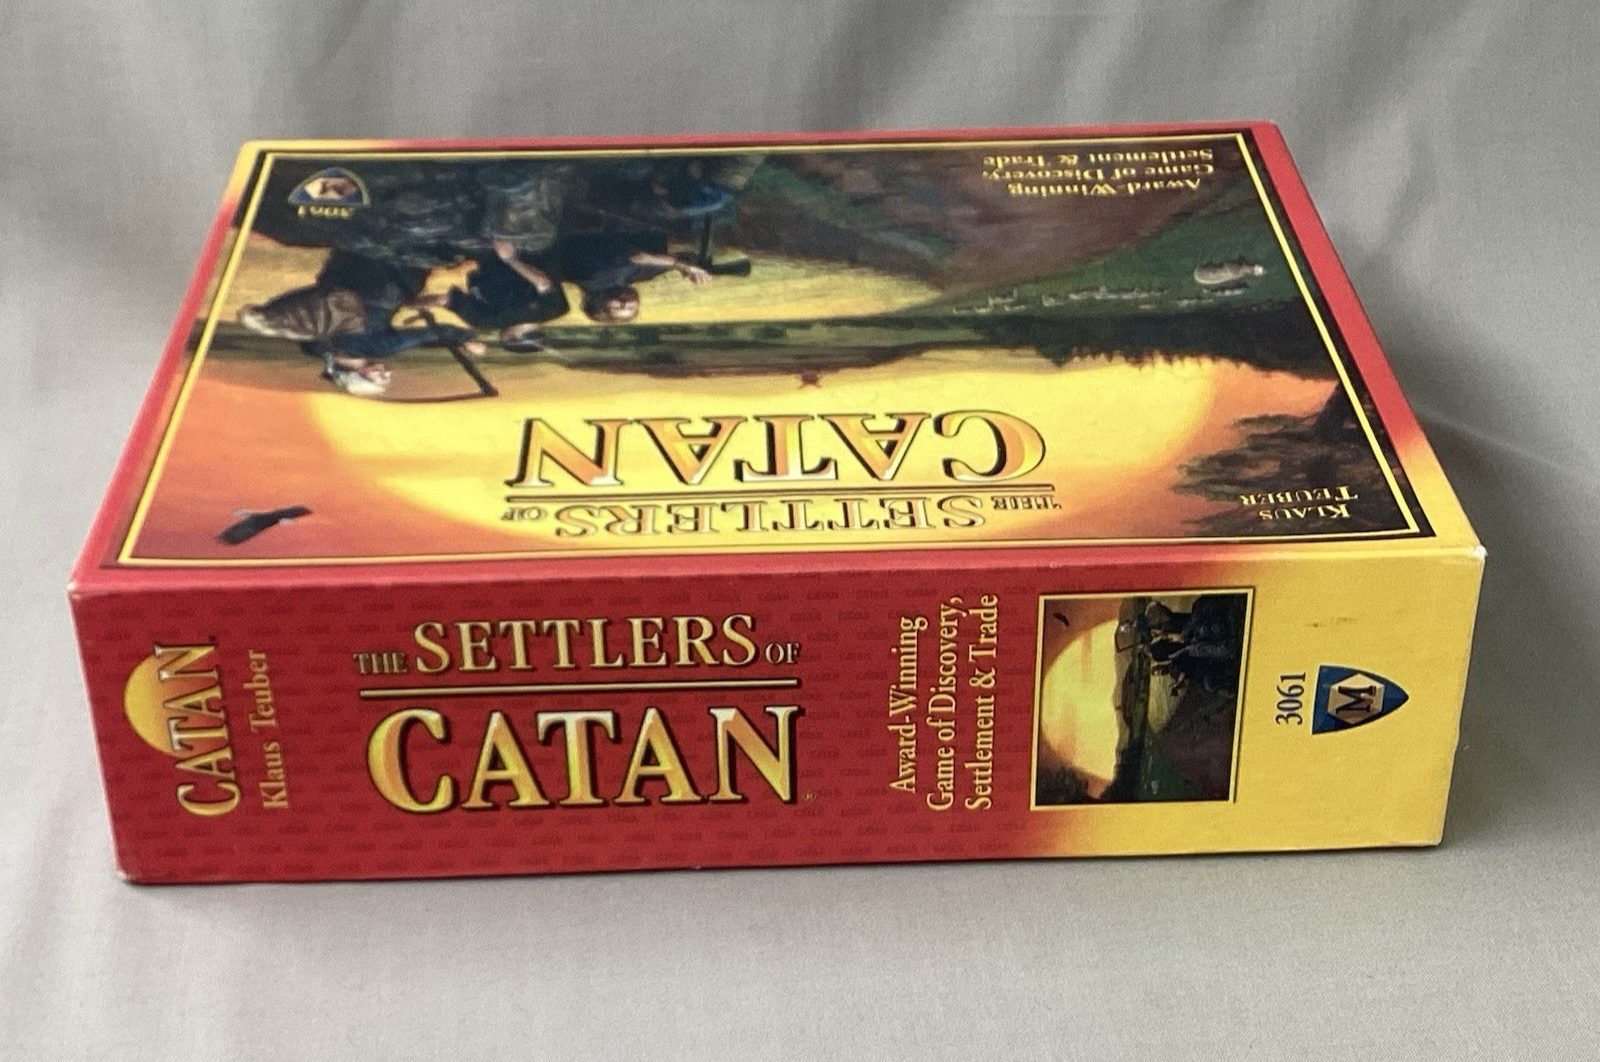 3061
M
Award-Winning
Game of Discovery,
Settlement & Trade
CATAN
THE SETTLERS OF
KLAUS
TEUBER
CATAN
Klaus Teuber
THE SETTLERS OF
CATAN
Award-Winning
Game of Discovery,
Settlement & Trade
3061
M